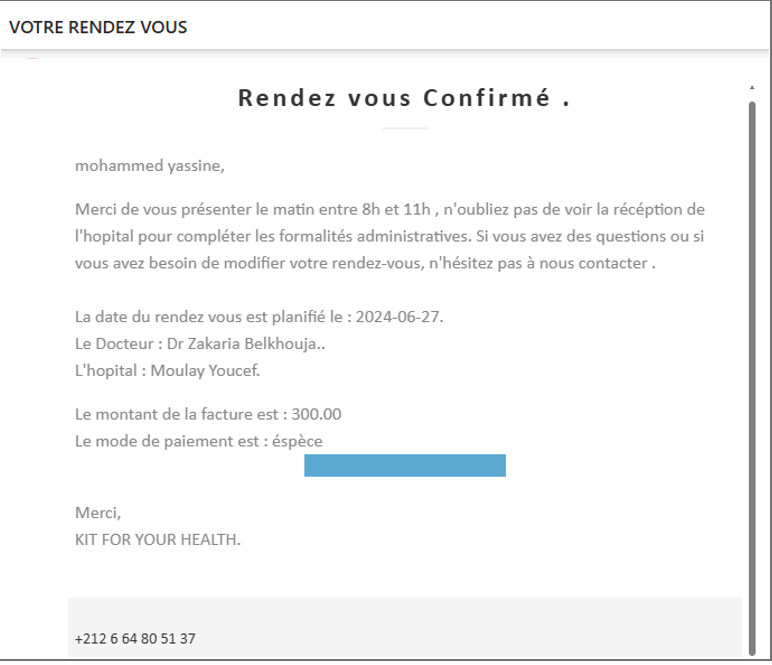 VOTRE RENDEZ VOUS
Rendez vous Confirmé .
mohammed yassine,
Merci de vous présenter le matin entre 8h et 11h , n'oubliez pas de voir la récéption de
l'hopital pour compléter les formalités administratives. Si vous avez des questions ou si
vous avez besoin de modifier votre rendez-vous, n'hésitez pas à nous contacter .
La date du rendez vous est planifié le : 2024-06-27.
Le Docteur : Dr Zakaria Belkhouja..
L'hopital : Moulay Youcef.
Le montant de la facture est : 300.00
Le mode de paiement est : éspèce
Merci,
KIT FOR YOUR HEALTH.
+212 6 64 80 51 37